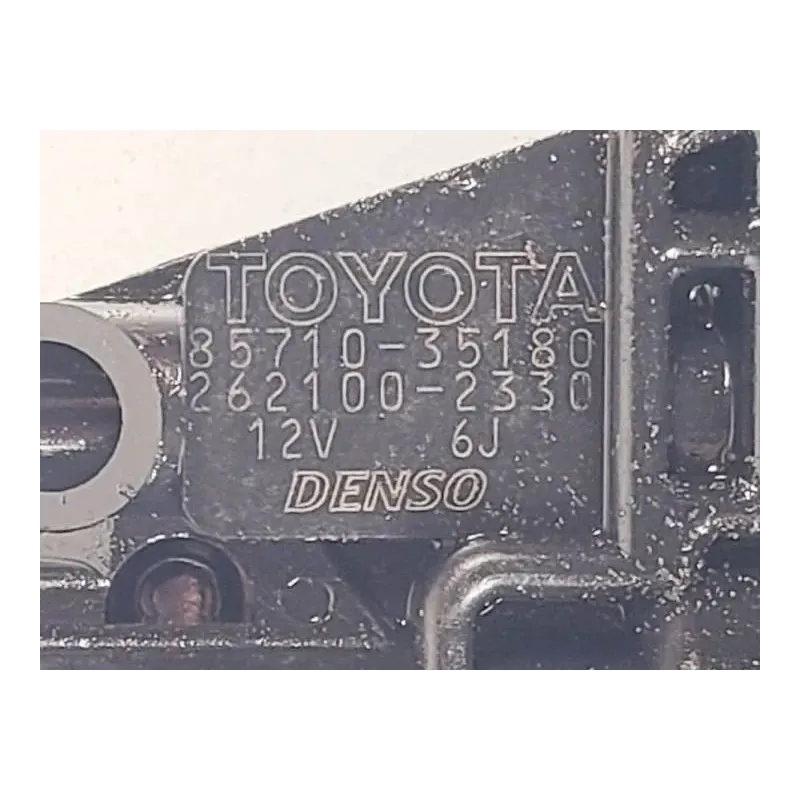 TOYOTA
85710-35180
262100-2330
12V 6J
DENSO